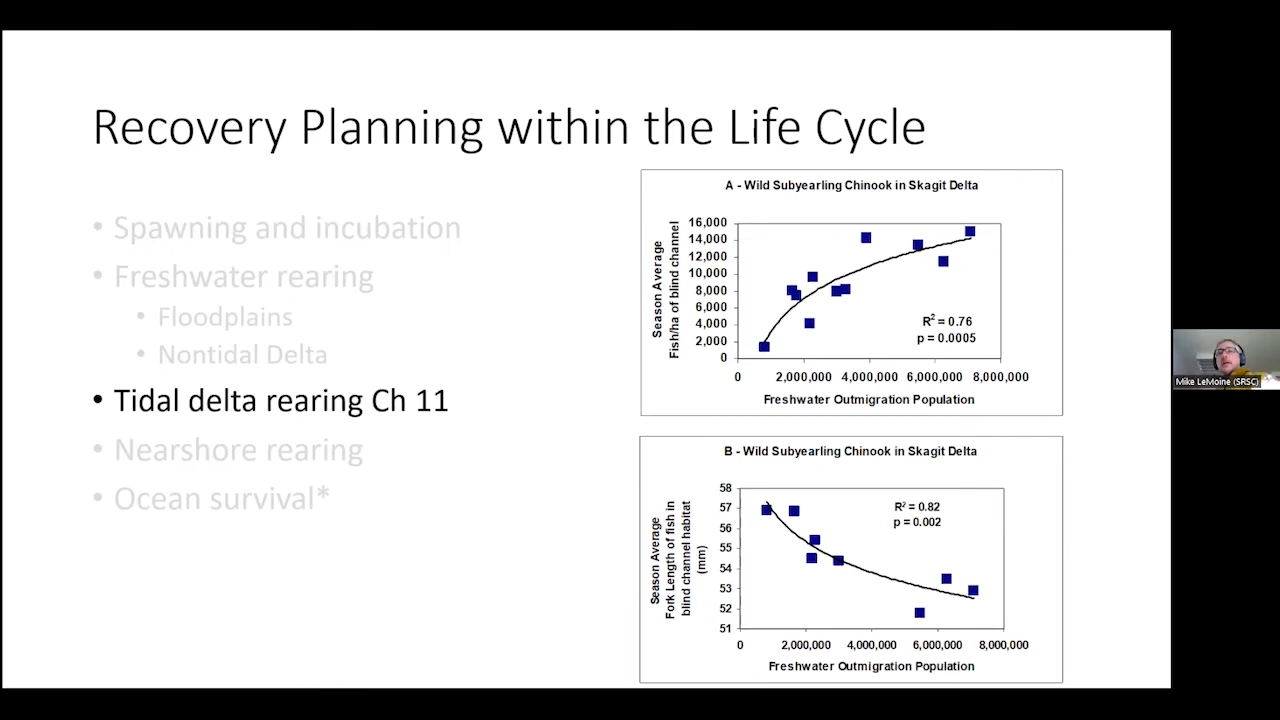 Recovery Planning within the Life Cycle
• Spawning and incubation
• Freshwater rearing
• Floodplains
• Nontidal Delta
• Tidal delta rearing Ch 11
• Nearshore rearing
• Ocean survival*
A - Wild Subyearling Chinook in Skagit Delta
Season Average
Fish/ha of blind channel
16,000
14,000
12,000
10,000
8,000
6,000
4,000
2,000
0
R² = 0.76
p = 0.0005
0 2,000,000 4,000,000 6,000,000 8,000,000
Freshwater Outmigration Population
B - Wild Subyearling Chinook in Skagit Delta
Season Average
Fork Length of fish in
blind channel habitat
(mm)
58
57
56
55
54
53
52
51
R² = 0.82
p = 0.002
0 2,000,000 4,000,000 6,000,000 8,000,000
Freshwater Outmigration Population
Mike LeMoine (SRSC)